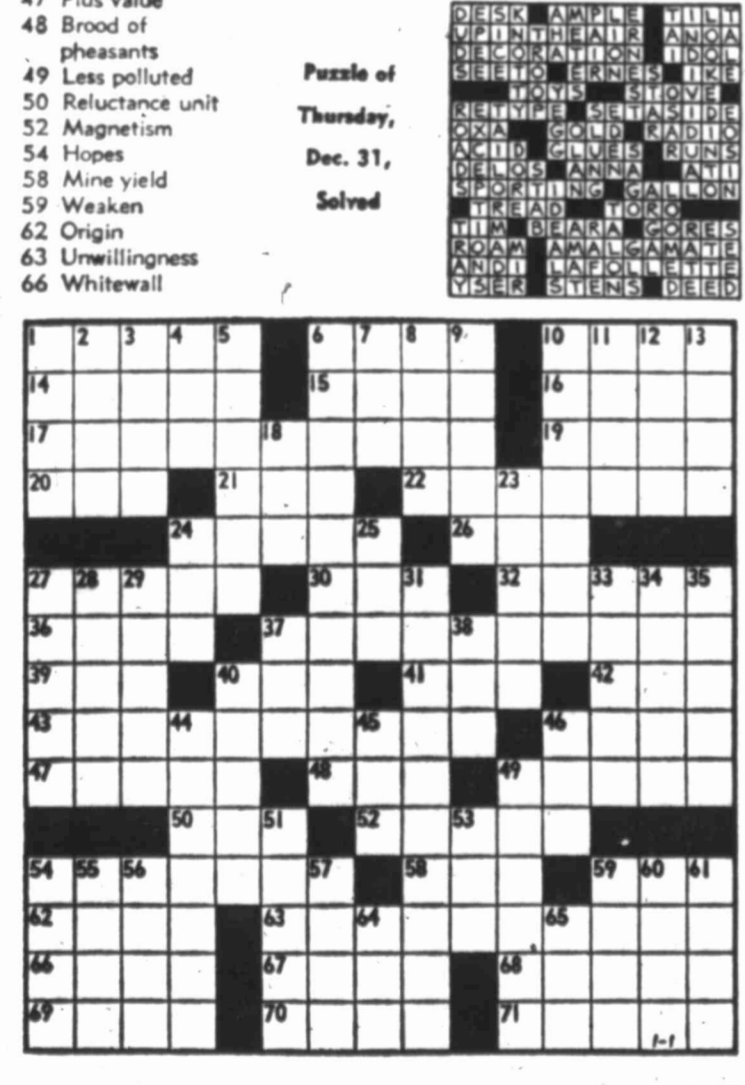 47 Plus value
48 Brood of
pheasants
49 Less polluted
50 Reluctance unit
52 Magnetism
54 Hopes
58 Mine yield
59 Weaken
62 Origin
63 Unwillingness
66 Whitewall
Puzzle of
Thursday,
Dec. 31,
Solved
DESK AMPLE TILT
UPINTHEAIR ANOA
DECORATION IDOL
SEETO ERNES IKE
TOYS STOVE
RETYPE SETASIDE
OXA GOLD RADIO
ACID GLUES RUNS
DELOS ANNA ATI
SPORTING GALLON
TREAD TORO
TIM BEARA GORES
ROAM AMALGAMATE
ANDI LAFOLLETTE
YSER STENS DEED
1 2 3 4 5 6 7 8 9 10 11 12 13
14 15 16
17 18 19
20 21 22 23
24 25 26
27 28 29 30 31 32 33 34 35
36 37 38
39 40 41 42
43 44 45 46
47 48 49
50 51 52 53
54 55 56 57 58 59 60 61
62 63 64 65
66 67 68
69 70 71
1-1